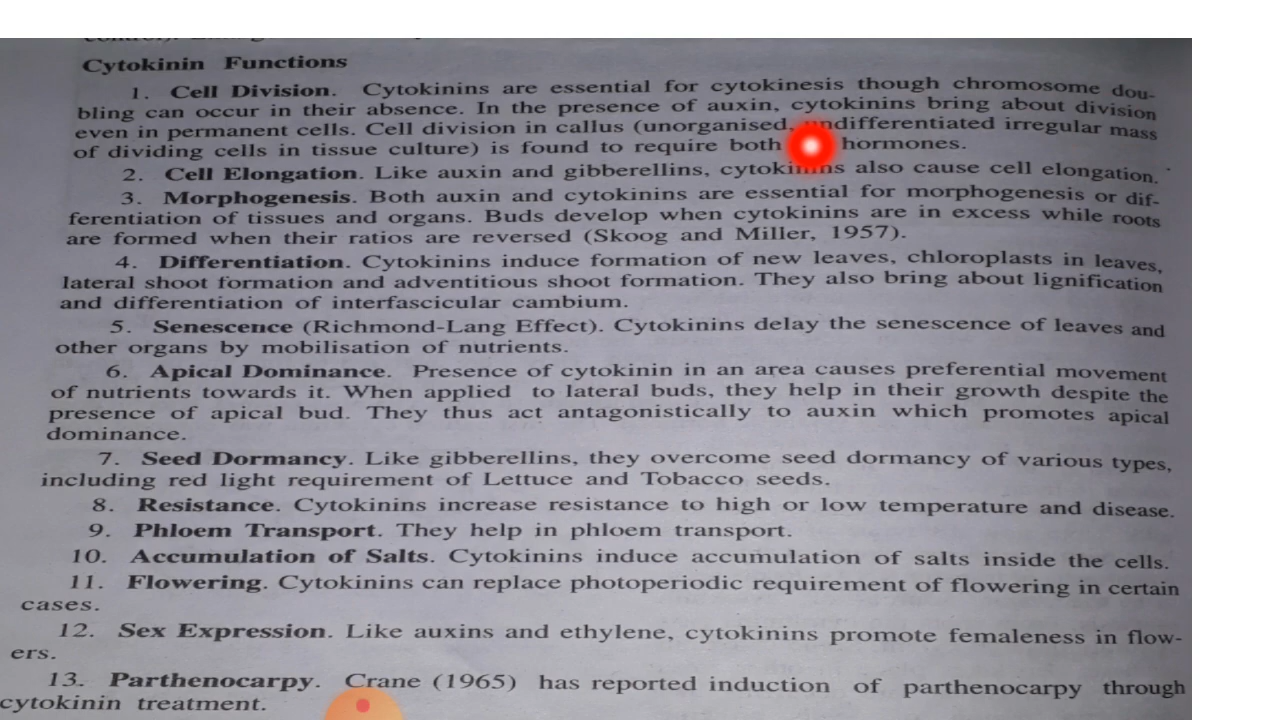 Cytokinin Functions
1. Cell Division. Cytokinins are essential for cytokinesis though chromosome dou-
bling can occur in their absence. In the presence of auxin, cytokinins bring about division
even in permanent cells. Cell division in callus (unorganised, undifferentiated irregular mass
of dividing cells in tissue culture) is found to require both hormones.
2. Cell Elongation. Like auxin and gibberellins, cytokinins also cause cell elongation.
3. Morphogenesis. Both auxin and cytokinins are essential for morphogenesis or dif-
ferentiation of tissues and organs. Buds develop when cytokinins are in excess while roots
are formed when their ratios are reversed (Skoog and Miller, 1957).
4. Differentiation. Cytokinins induce formation of new leaves, chloroplasts in leaves,
lateral shoot formation and adventitious shoot formation. They also bring about lignification
and differentiation of interfascicular cambium.
5. Senescence (Richmond-Lang Effect). Cytokinins delay the senescence of leaves and
other organs by mobilisation of nutrients.
6. Apical Dominance. Presence of cytokinin in an area causes preferential movement
of nutrients towards it. When applied to lateral buds, they help in their growth despite the
presence of apical bud. They thus act antagonistically to auxin which promotes apical
dominance.
7. Seed Dormancy. Like gibberellins, they overcome seed dormancy of various types,
including red light requirement of Lettuce and Tobacco seeds.
8. Resistance. Cytokinins increase resistance to high or low temperature and disease.
9. Phloem Transport. They help in phloem transport.
10. Accumulation of Salts. Cytokinins induce accumulation of salts inside the cells.
11. Flowering. Cytokinins can replace photoperiodic requirement of flowering in certain
cases.
12. Sex Expression. Like auxins and ethylene, cytokinins promote femaleness in flow-
ers.
13. Parthenocarpy. Crane (1965) has reported induction of parthenocarpy through
cytokinin treatment.